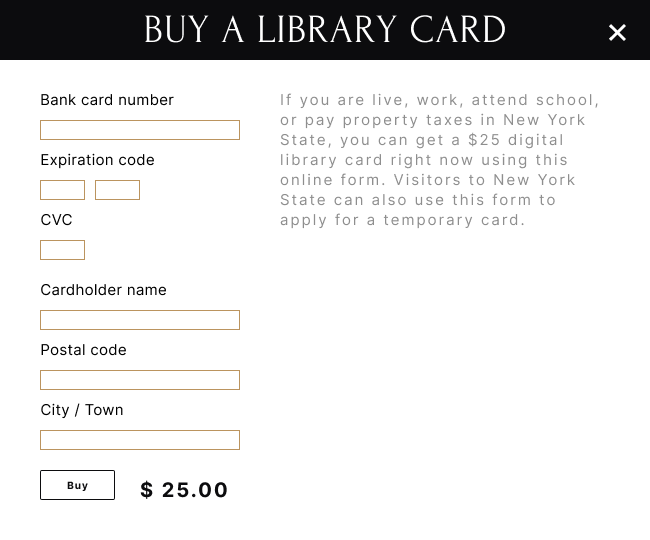 BUY A LIBRARY CARD
Bank card number
Expiration code
CVC
Cardholder name
Postal code
City / Town
Buy
$ 25.00
If you are live, work, attend school,
or pay property taxes in New York
State, you can get a $25 digital
library card right now using this
online form. Visitors to New York
State can also use this form to
apply for a temporary card.